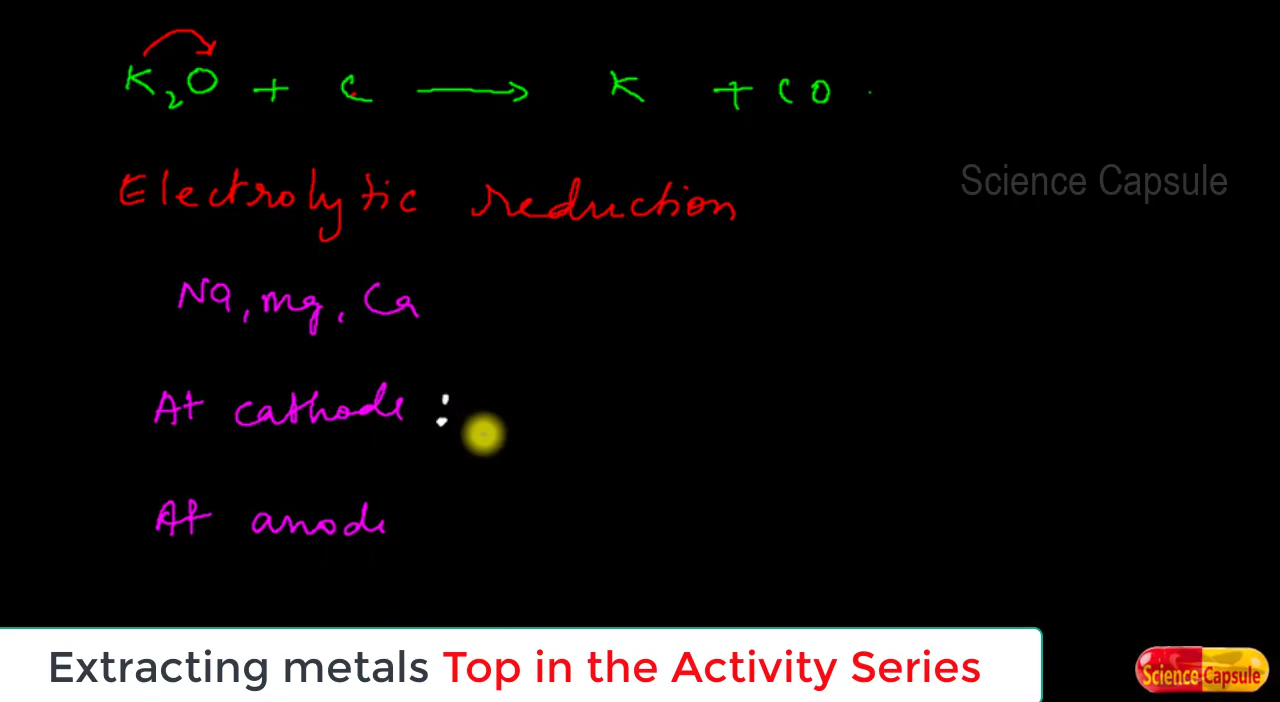 K₂O + C ⟶ K + CO
Science Capsule
Electrolytic reduction
Na, mg, Ca
At cathode :
At anode
Extracting metals Top in the Activity Series
Science Capsule